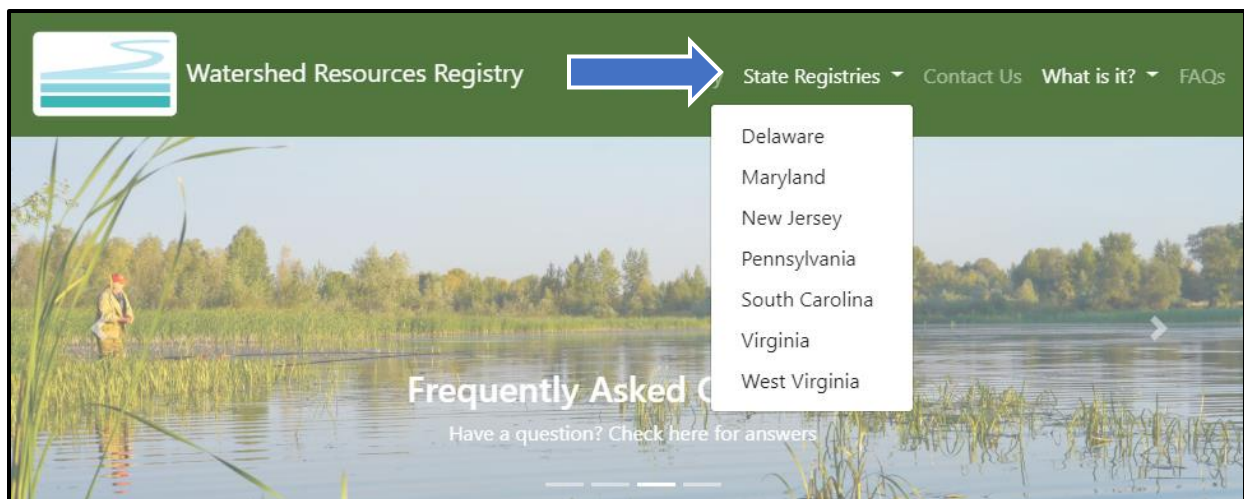 Watershed Resources Registry State Registries Contact Us What is it? FAQs
Delaware
Maryland
New Jersey
Pennsylvania
South Carolina
Virginia
West Virginia
Frequently Asked
Have a question? Check here for answers